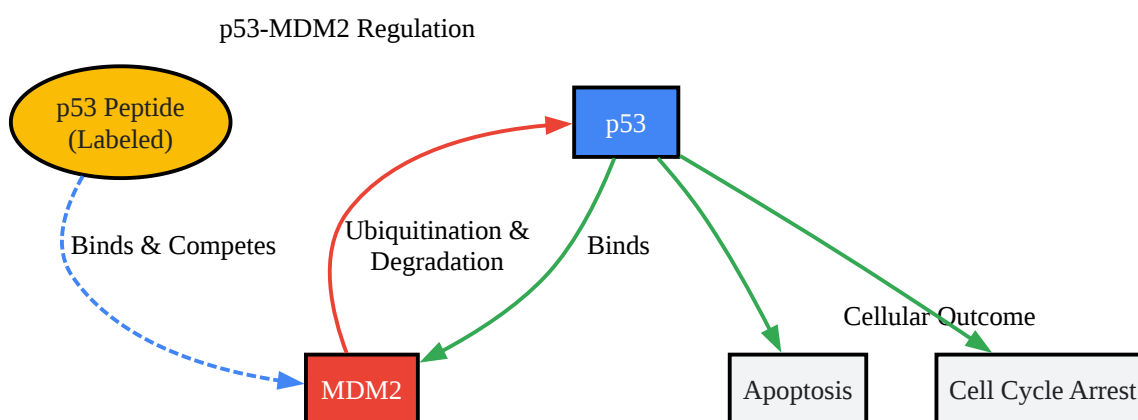 p53-MDM2 Regulation
p53 Peptide
(Labeled)
p53
Binds & Competes
Ubiquitination &
Degradation
Binds
Cellular Outcome
MDM2
Apoptosis
Cell Cycle Arrest